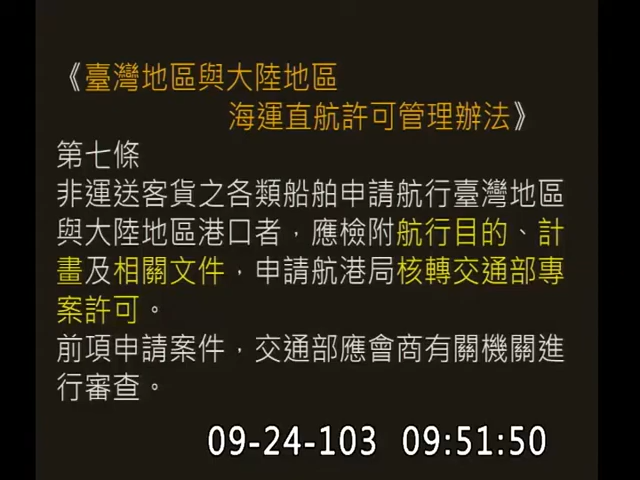 《臺灣地區與大陸地區
海運直航許可管理辦法》
第七條
非運送客貨之各類船舶申請航行臺灣地區
與大陸地區港口者，應檢附航行目的、計
畫及相關文件，申請航港局核轉交通部專
案許可。
前項申請案件，交通部應會商有關機關進
行審查。
09-24-103 09:51:50